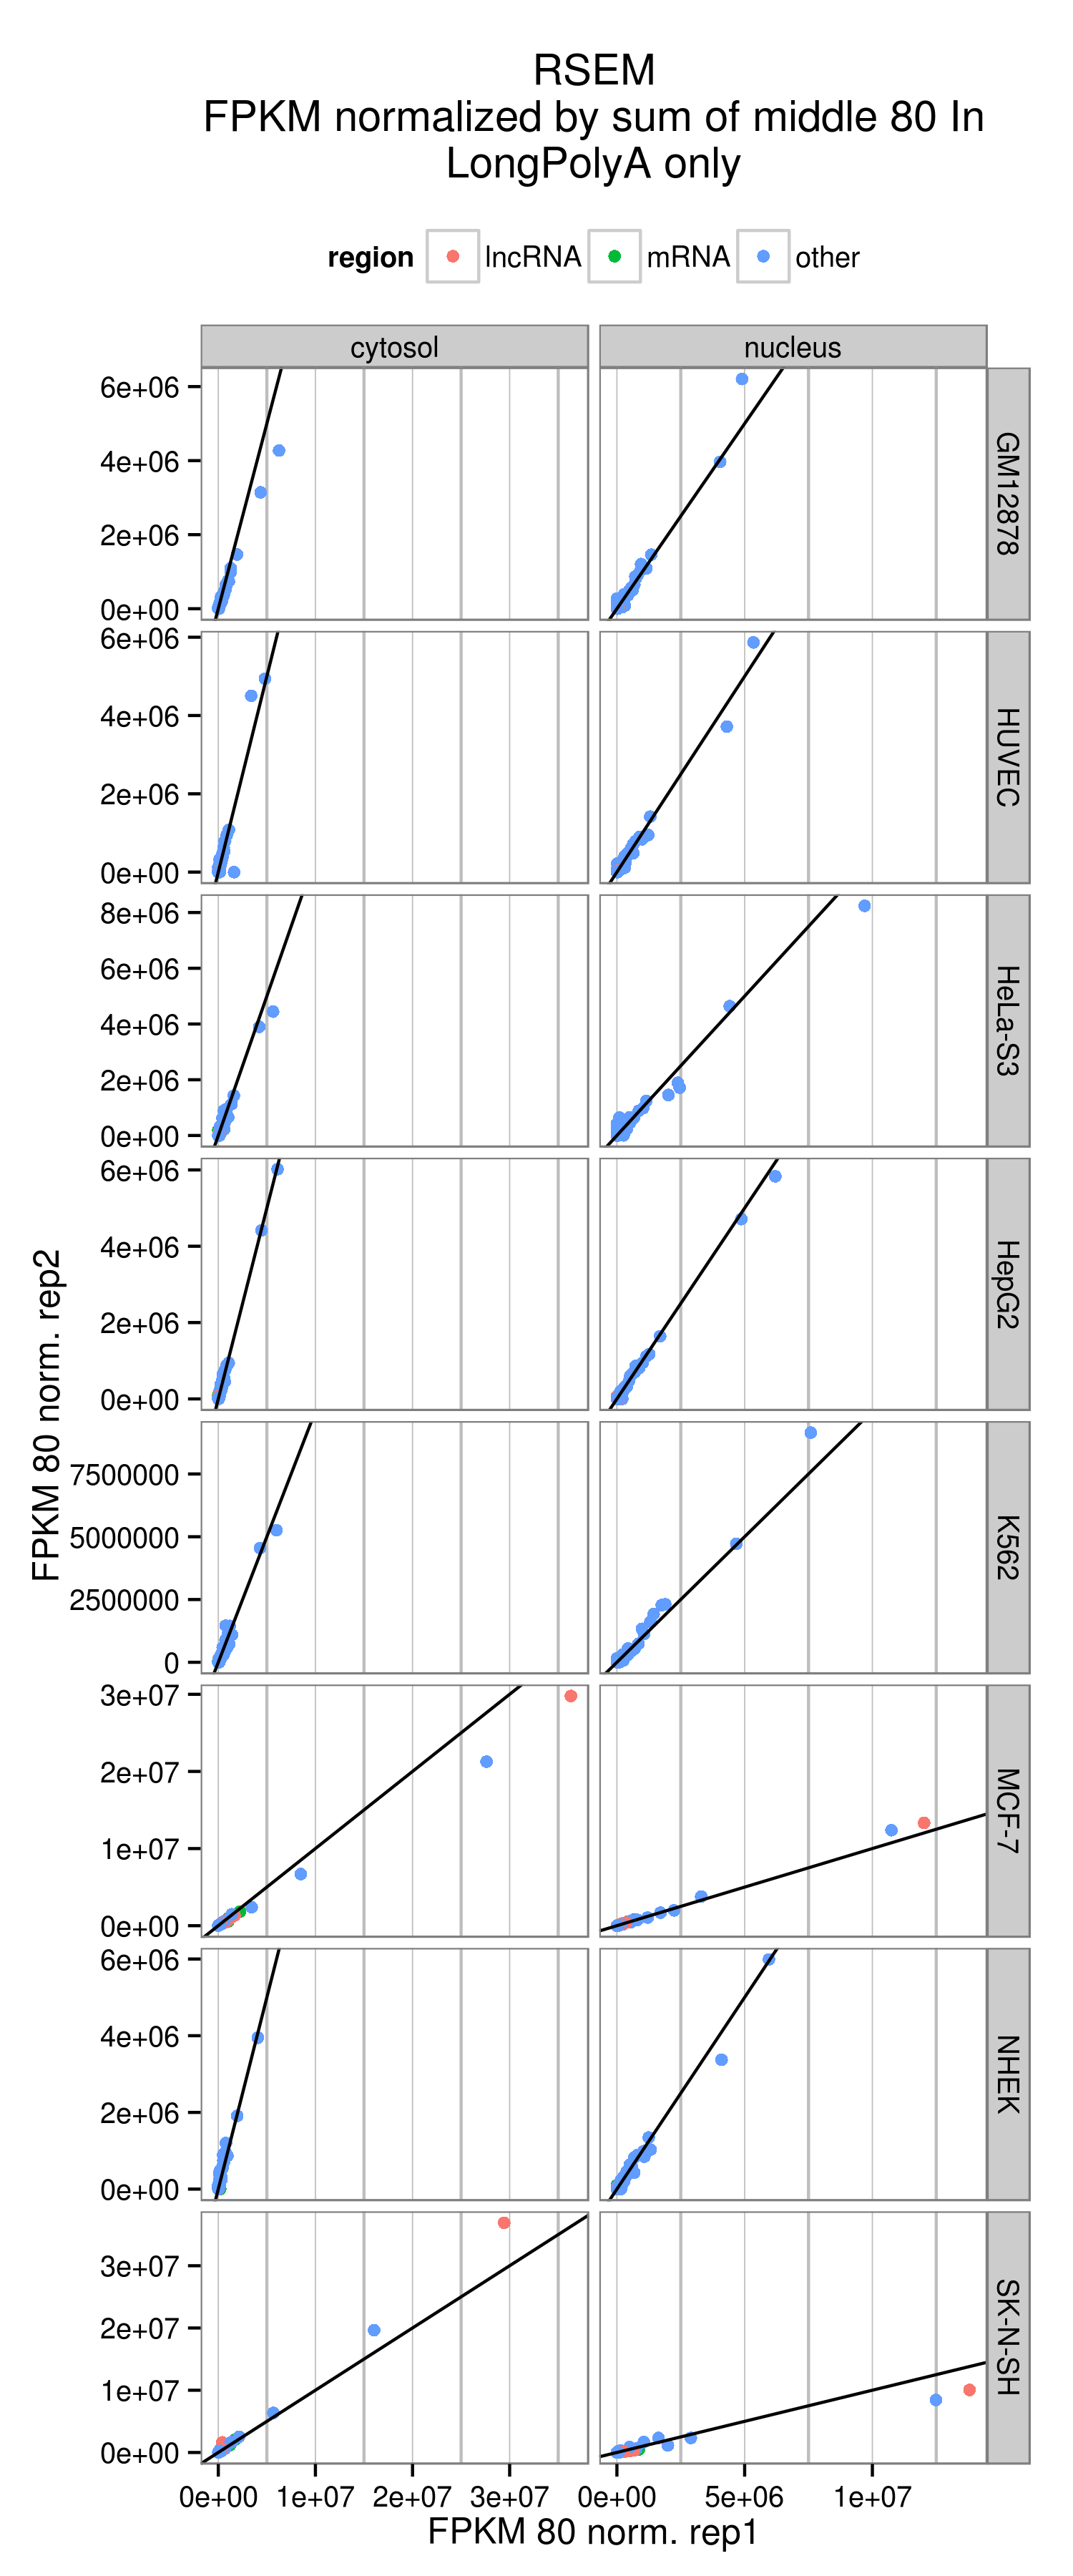 RSEM
FPKM normalized by sum of middle 80 In
LongPolyA only
region lncRNA mRNA other
cytosol nucleus
6e+06
4e+06
2e+06
0e+00
GM12878
6e+06
4e+06
2e+06
0e+00
HUVEC
8e+06
6e+06
4e+06
2e+06
0e+00
HeLa-S3
6e+06
4e+06
2e+06
0e+00
HepG2
7500000
5000000
2500000
0
K562
3e+07
2e+07
1e+07
0e+00
MCF-7
6e+06
4e+06
2e+06
0e+00
NHEK
3e+07
2e+07
1e+07
0e+00
SK-N-SH
FPKM 80 norm. rep2
0e+00 1e+07 2e+07 3e+07 0e+00 5e+06 1e+07
FPKM 80 norm. rep1